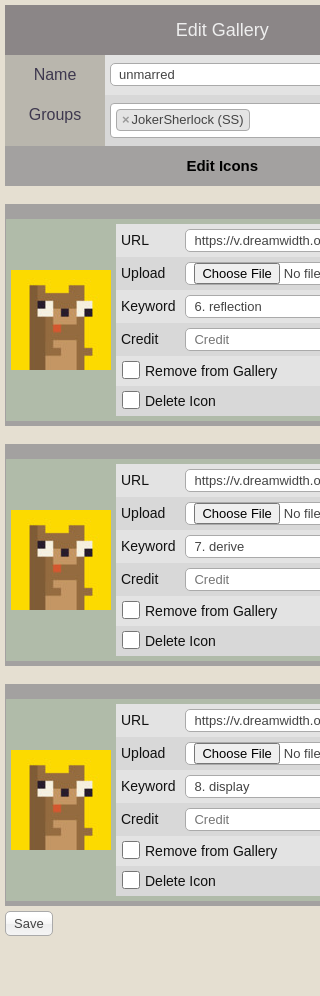 Edit Gallery
Name unmarred
Groups ×JokerSherlock (SS)
Edit Icons
URL https://v.dreamwidth.o
Upload Choose File No file
Keyword 6. reflection
Credit Credit
Remove from Gallery
Delete Icon
URL https://v.dreamwidth.o
Upload Choose File No file
Keyword 7. derive
Credit Credit
Remove from Gallery
Delete Icon
URL https://v.dreamwidth.o
Upload Choose File No file
Keyword 8. display
Credit Credit
Remove from Gallery
Delete Icon
Save